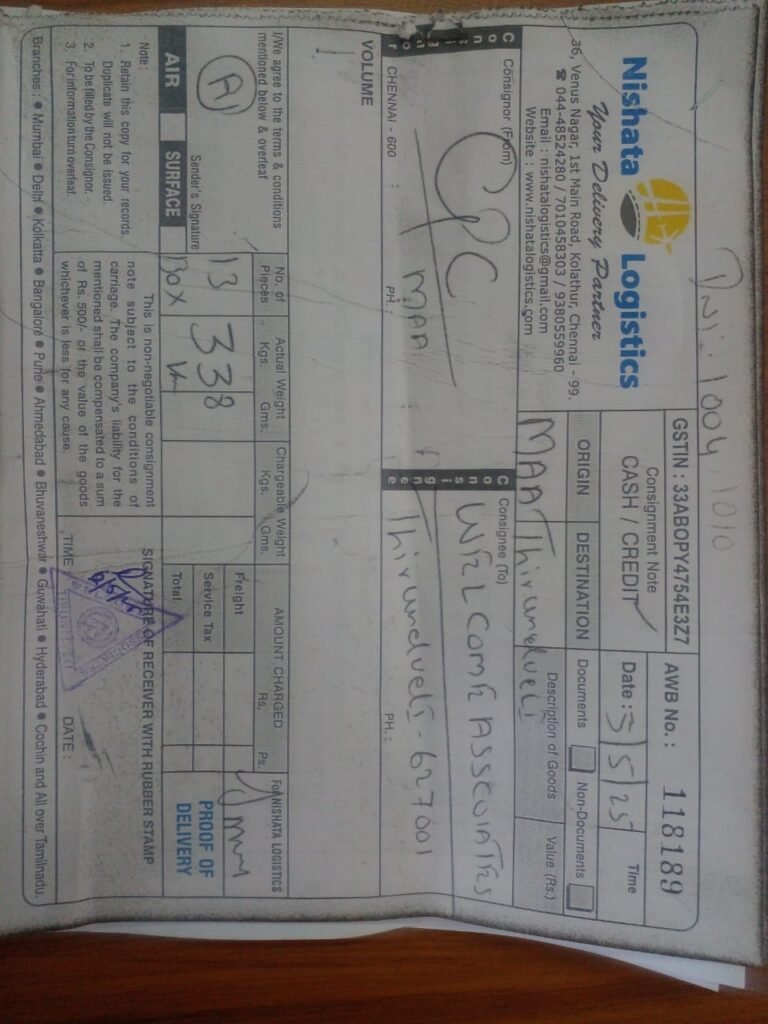 Inv: 1004 1010
Nishata Logistics
Your Delivery Partner
36, Venus Nagar, 1st Main Road, Kolathur, Chennai - 99.
☎ 044-48524280 / 7010458303 / 9380559960
Email : nishatalogistics@gmail.com
Website : www.nishatalogistics.com
GSTIN : 33ABOPY4754E3Z7
Consignment Note
CASH / CREDIT
AWB No. : 118189
Date : 3/5/25
Time
ORIGIN
DESTINATION
MAA
Thirunelveli
Documents
Non-Documents
Description of Goods
Value (Rs.)
Consignor
Consignor (From)
CPC
MAA
CHENNAI - 600
PH. :
Consignee
Consignee (To)
WELCOME ASSCOIATES
Thirunelveli - 627001
PH. :
VOLUME
I/We agree to the terms & conditions
mentioned below & overleaf
A1
Sender's Signature
AIR
SURFACE
No. of
Pieces
13
Box
Actual Weight
Kgs.
Gms.
338
Chargeable Weight
Kgs.
Gms.
AMOUNT CHARGED
Rs.
Ps.
Freight
Service Tax
Total
For NISHATA LOGISTICS
PROOF OF
DELIVERY
Note :
1. Retain this copy for your records.
Duplicate will not be issued.
2. To be filled by the Consignor.
3. For information turn overleaf.
This is non-negotiable consignment
note subject to the conditions of
carriage. The company's liability for the
mentioned shall be compensated to a sum
of Rs. 500/- or the value of the goods
whichever is less for any cause.
SIGNATURE OF RECEIVER WITH RUBBER STAMP
TIME :
DATE :
Branches : ● Mumbai ● Delhi ● Kolkatta ● Bangalore ● Pune ● Ahmedabad ● Bhuvaneshwar ● Guwahati ● Hyderabad ● Cochin and All over Tamilnadu.